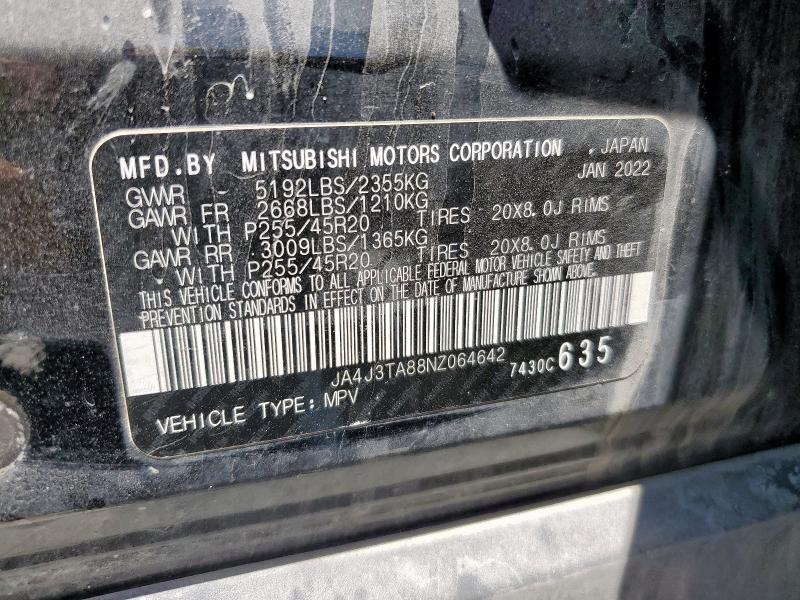 MFD.BY MITSUBISHI MOTORS CORPORATION . JAPAN
JAN 2022
GVWR - 5192LBS/2355KG
GAWR FR 2668LBS/1210KG
WITH P255/45R20 TIRES 20X8.0J RIMS
GAWR RR 3009LBS/1365KG
WITH P255/45R20 TIRES 20X8.0J RIMS
THIS VEHICLE CONFORMS TO ALL APPLICABLE FEDERAL MOTOR VEHICLE SAFETY AND THEFT
PREVENTION STANDARDS IN EFFECT ON THE DATE OF MANUFACTURE SHOWN ABOVE.
JA4J3TA88NZ064642
7430C635
VEHICLE TYPE: MPV